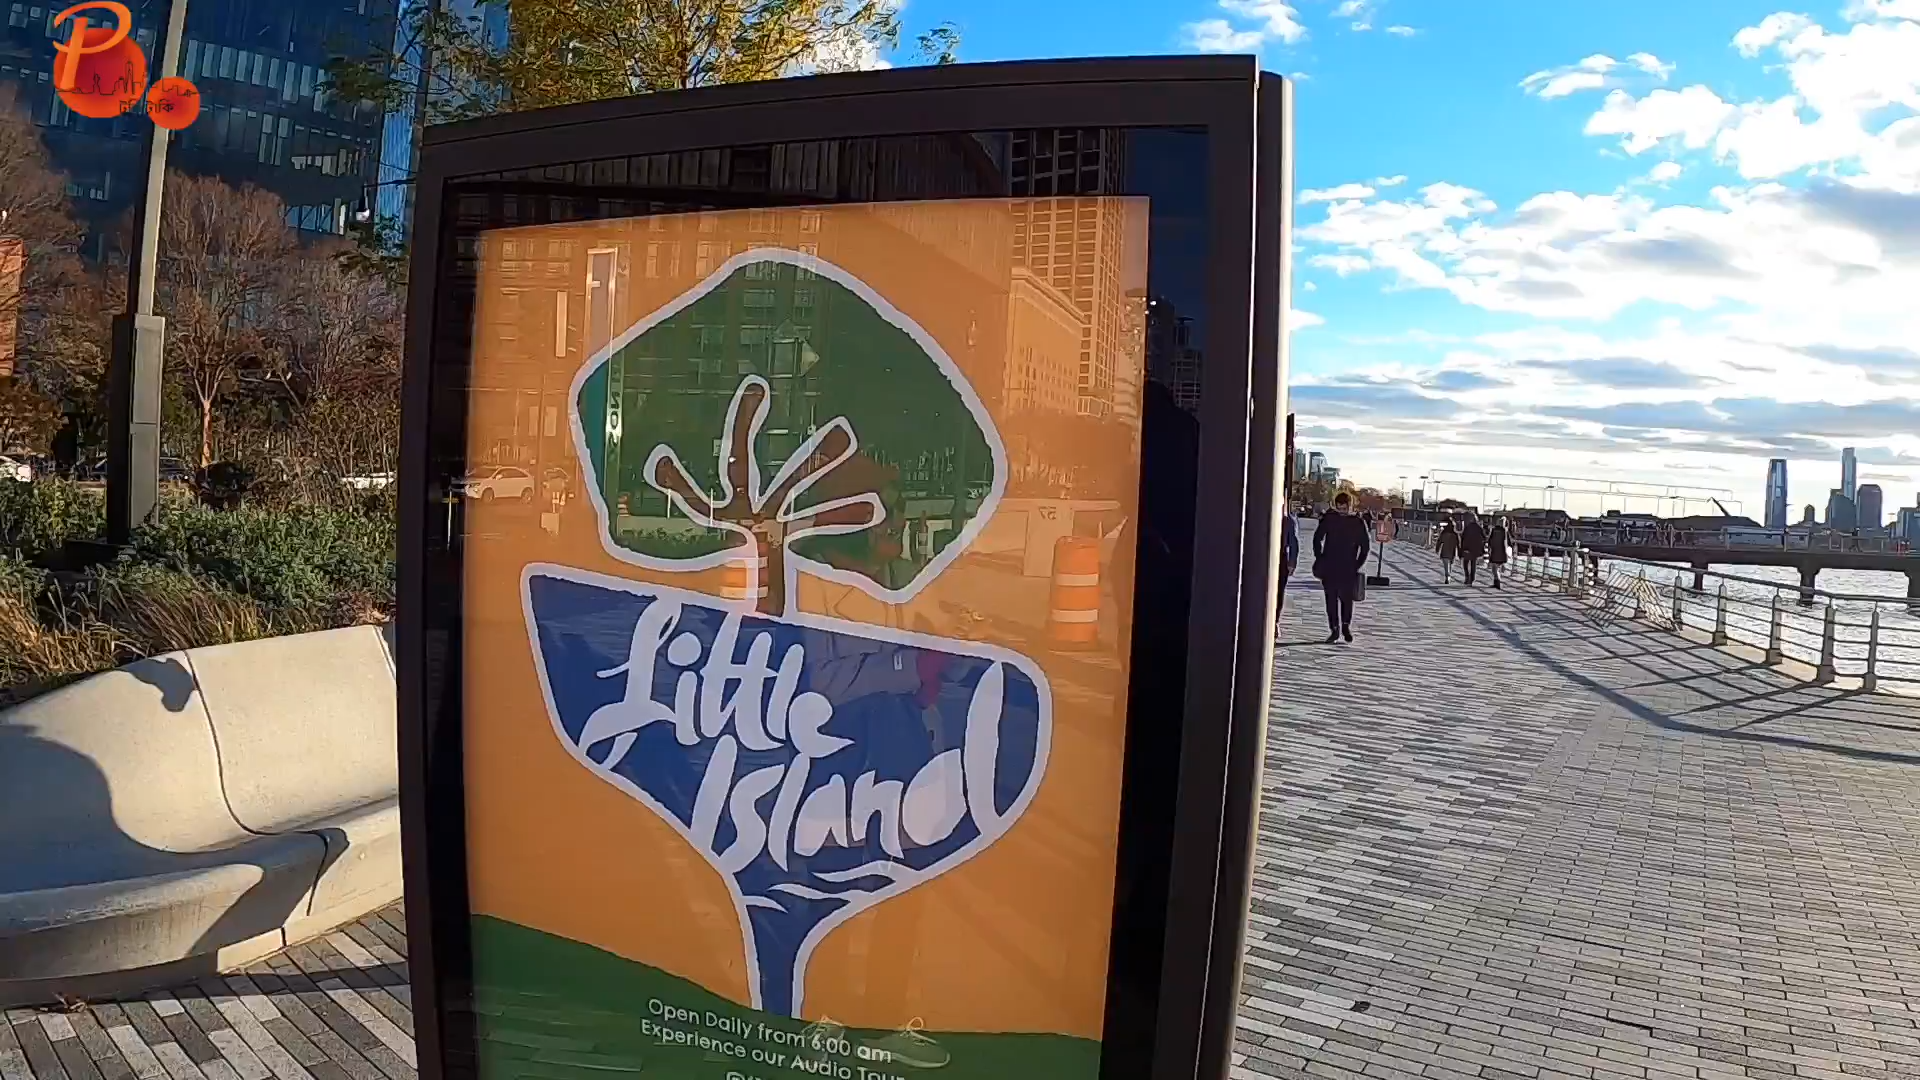 P
Little
Island
Open Daily from 6:00 am
Experience our Audio Tour